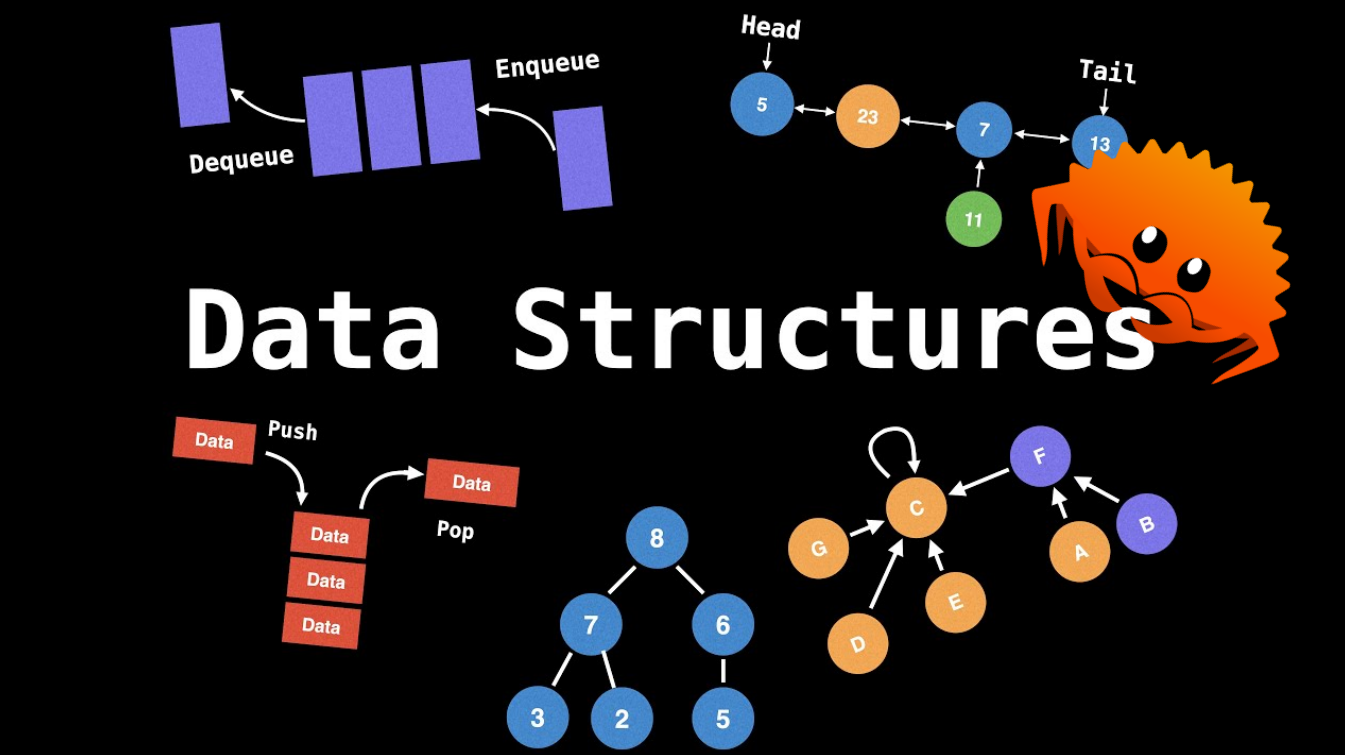 Enqueue
Dequeue
Head
Tail
5
23
7
13
11
Data Structures
Data
Push
Data
Pop
Data
Data
Data
8
7
6
3
2
5
F
C
B
G
A
E
D